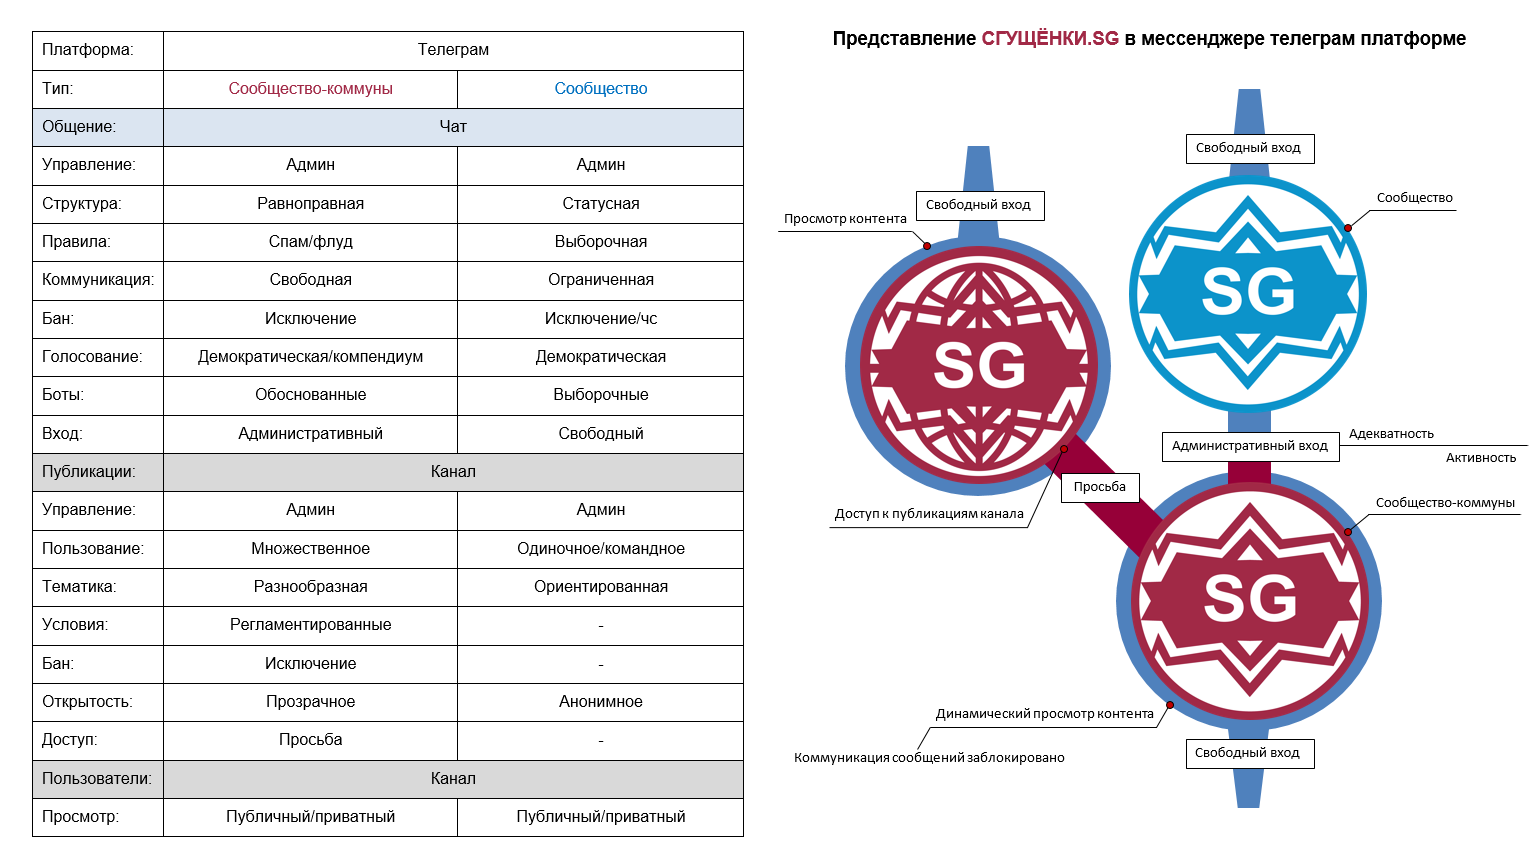 Платформа: Телеграм
Тип: Сообщество-коммуны Сообщество
Общение: Чат
Управление: Админ Админ
Структура: Равноправная Статусная
Правила: Спам/флуд Выборочная
Коммуникация: Свободная Ограниченная
Бан: Исключение Исключение/чс
Голосование: Демократическая/компендиум Демократическая
Боты: Обоснованные Выборочные
Вход: Административный Свободный
Публикации: Канал
Управление: Админ Админ
Пользование: Множественное Одиночное/командное
Тематика: Разнообразная Ориентированная
Условия: Регламентированные -
Бан: Исключение -
Открытость: Прозрачное Анонимное
Доступ: Просьба -
Пользователи: Канал
Просмотр: Публичный/приватный Публичный/приватный
Представление СГУЩЁНКИ.SG в мессенджере телеграм платформе
Свободный вход
Сообщество
Свободный вход
Просмотр контента
SG
SG
Административный вход
Адекватность
Активность
Просьба
Сообщество-коммуны
Доступ к публикациям канала
SG
Динамический просмотр контента
Коммуникация сообщений заблокировано
Свободный вход